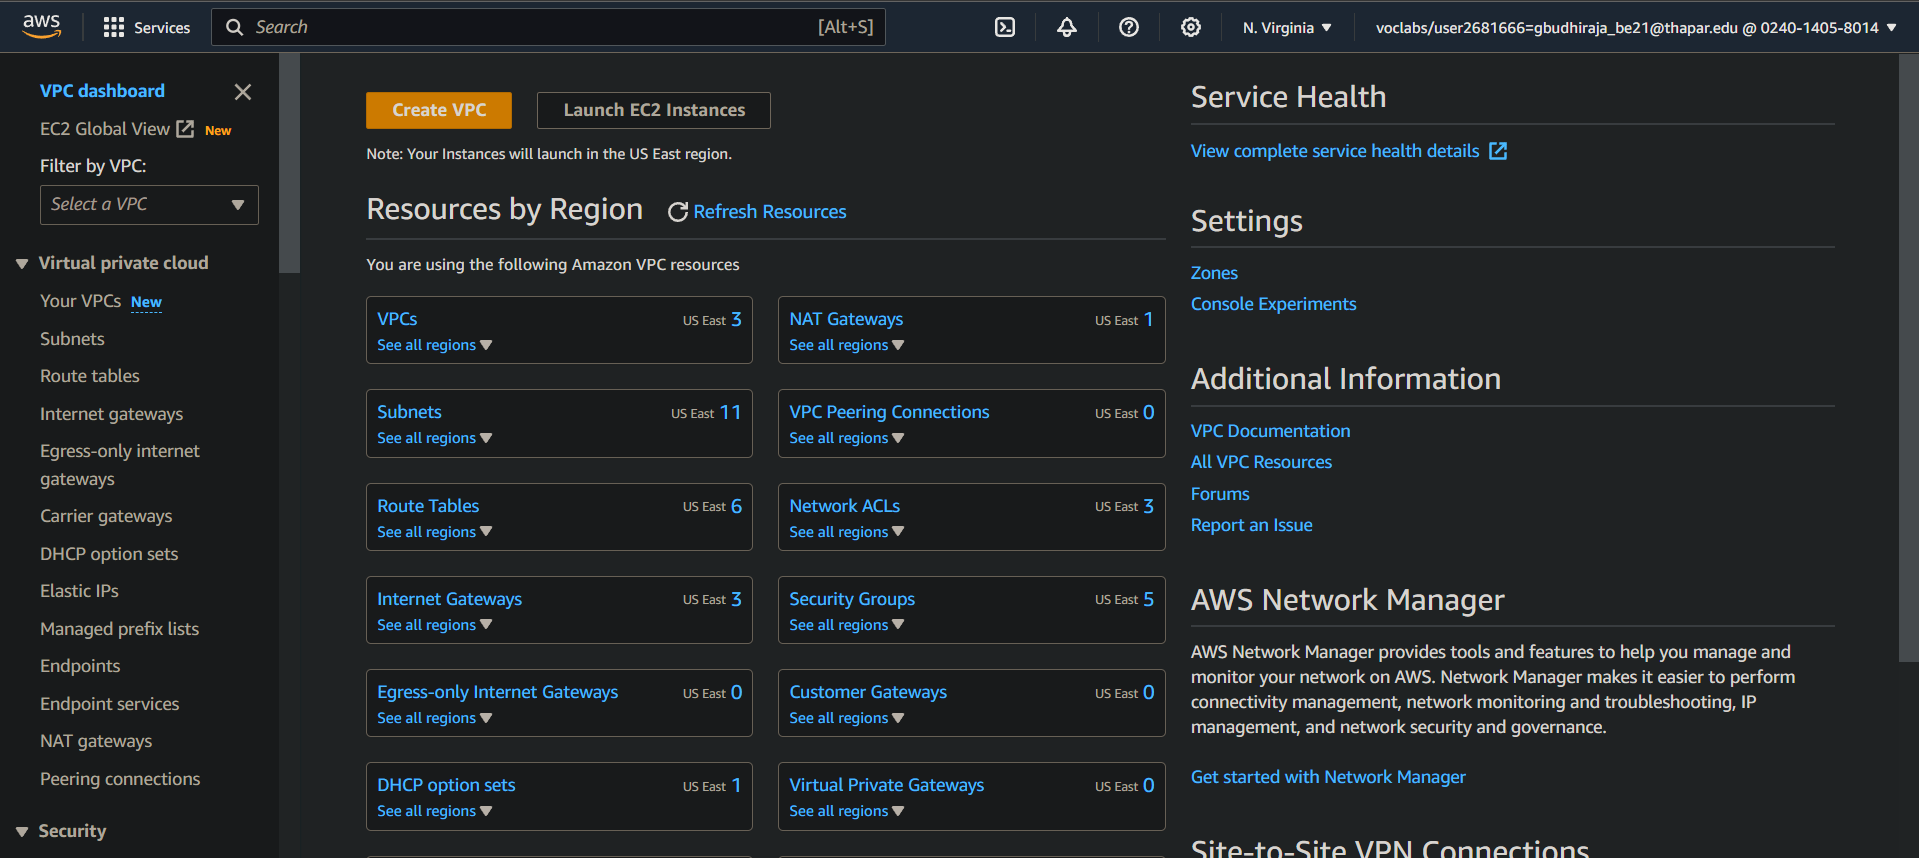 aws
Services
Search
[Alt+S]
N. Virginia
voclabs/user2681666=gbudhiraja_be21@thapar.edu @ 0240-1405-8014
VPC dashboard
EC2 Global View New
Filter by VPC:
Select a VPC
Virtual private cloud
Your VPCs New
Subnets
Route tables
Internet gateways
Egress-only internet
gateways
Carrier gateways
DHCP option sets
Elastic IPs
Managed prefix lists
Endpoints
Endpoint services
NAT gateways
Peering connections
Security
Create VPC
Launch EC2 Instances
Note: Your Instances will launch in the US East region.
Resources by Region
Refresh Resources
You are using the following Amazon VPC resources
VPCs US East 3
See all regions
NAT Gateways US East 1
See all regions
Subnets US East 11
See all regions
VPC Peering Connections US East 0
See all regions
Route Tables US East 6
See all regions
Network ACLs US East 3
See all regions
Internet Gateways US East 3
See all regions
Security Groups US East 5
See all regions
Egress-only Internet Gateways US East 0
See all regions
Customer Gateways US East 0
See all regions
DHCP option sets US East 1
See all regions
Virtual Private Gateways US East 0
See all regions
Service Health
View complete service health details
Settings
Zones
Console Experiments
Additional Information
VPC Documentation
All VPC Resources
Forums
Report an Issue
AWS Network Manager
AWS Network Manager provides tools and features to help you manage and
monitor your network on AWS. Network Manager makes it easier to perform
connectivity management, network monitoring and troubleshooting, IP
management, and network security and governance.
Get started with Network Manager
Site-to-Site VPN Connections